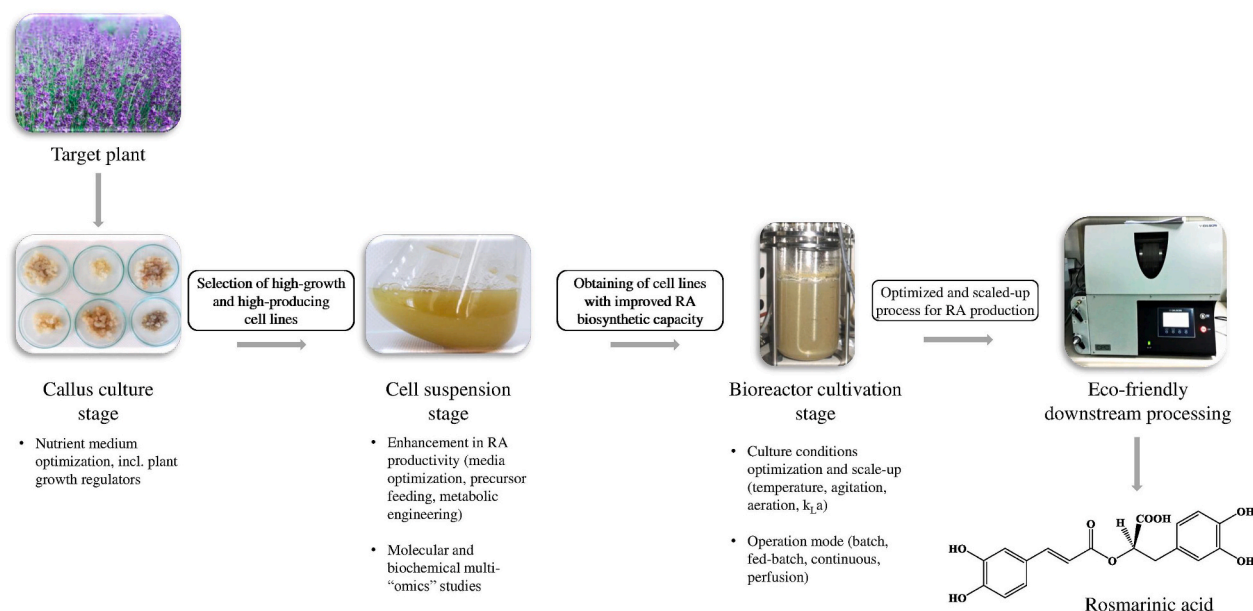 Target plant
Selection of high-growth
and high-producing
cell lines
Obtaining of cell lines
with improved RA
biosynthetic capacity
Optimized and scaled-up
process for RA production
Callus culture
stage
• Nutrient medium
optimization, incl. plant
growth regulators
Cell suspension
stage
• Enhancement in RA
productivity (media
optimization, precursor
feeding, metabolic
engineering)
• Molecular and
biochemical multi-
“omics” studies
Bioreactor cultivation
stage
• Culture conditions
optimization and scale-up
(temperature, agitation,
aeration, kLa)
• Operation mode (batch,
fed-batch, continuous,
perfusion)
Eco-friendly
downstream processing
HO
HO
O
O
H
COOH
OH
OH
Rosmarinic acid